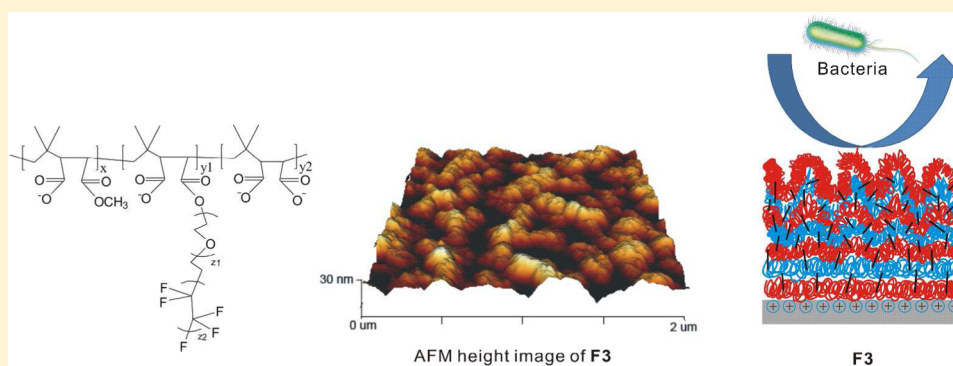 Bacteria
x
y1
y2
O
O
O
O
O
O
-O
OCH3
-O
O
-O
O-
O
z1
F
F
F
F
F
z2
30 nm
0 um
2 um
AFM height image of F3
+ + + + + + + + +
F3